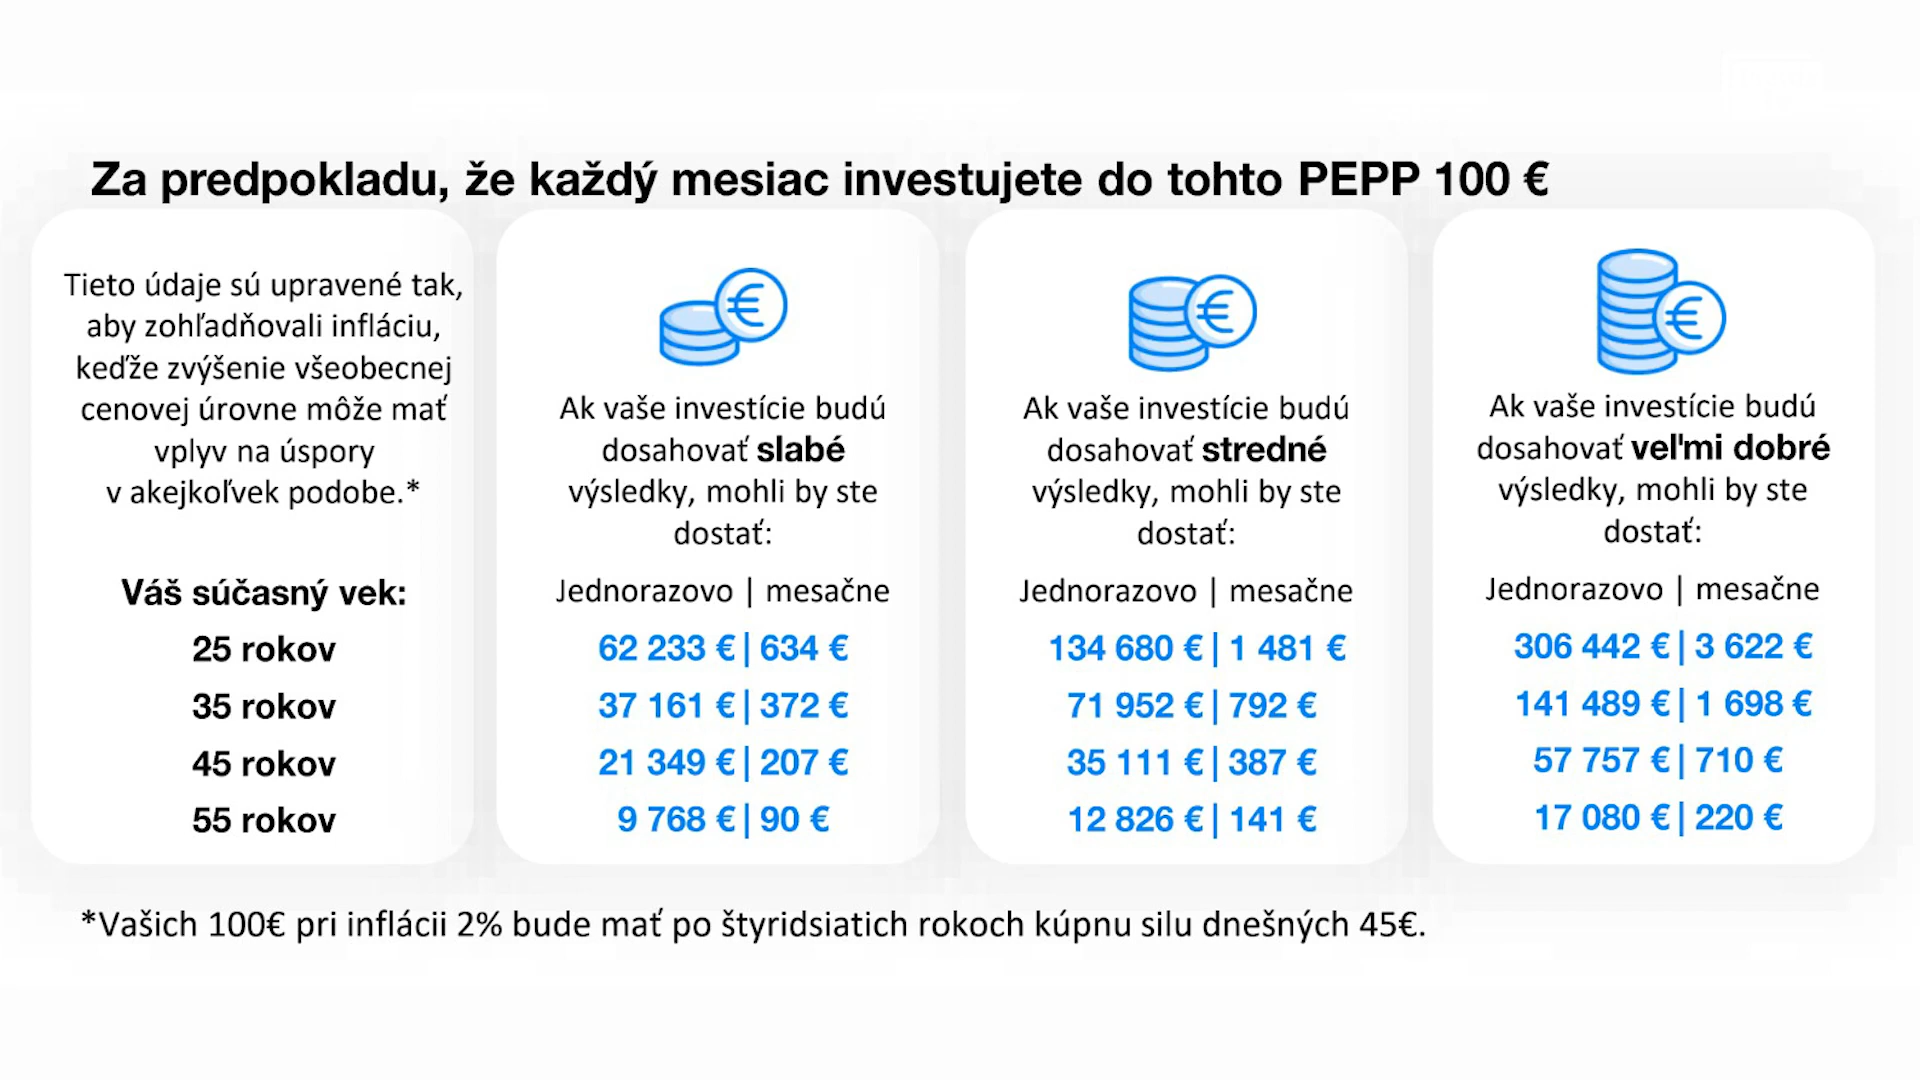 Za predpokladu, že každý mesiac investujete do tohto PEPP 100 €
Tieto údaje sú upravené tak,
aby zohľadňovali infláciu,
keďže zvýšenie všeobecnej
cenovej úrovne môže mať
vplyv na úspory
v akejkoľvek podobe.*
Váš súčasný vek:
25 rokov
35 rokov
45 rokov
55 rokov
€
Ak vaše investície budú
dosahovať slabé
výsledky, mohli by ste
dostať:
Jednorazovo | mesačne
62 233 € | 634 €
37 161 € | 372 €
21 349 € | 207 €
9 768 € | 90 €
€
Ak vaše investície budú
dosahovať stredné
výsledky, mohli by ste
dostať:
Jednorazovo | mesačne
134 680 € | 1 481 €
71 952 € | 792 €
35 111 € | 387 €
12 826 € | 141 €
€
Ak vaše investície budú
dosahovať veľmi dobré
výsledky, mohli by ste
dostať:
Jednorazovo | mesačne
306 442 € | 3 622 €
141 489 € | 1 698 €
57 757 € | 710 €
17 080 € | 220 €
*Vašich 100€ pri inflácii 2% bude mať po štyridsiatich rokoch kúpnu silu dnešných 45€.